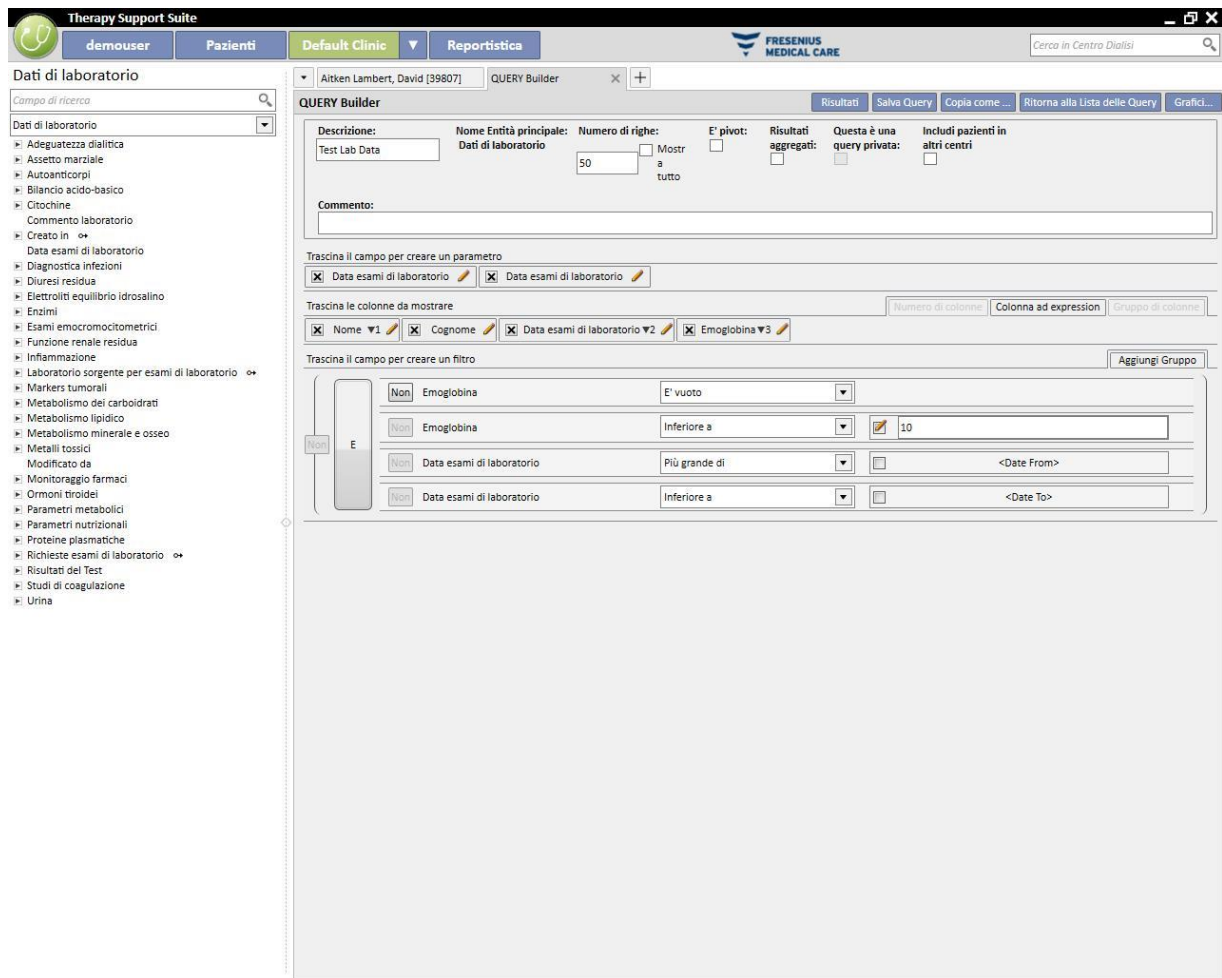 Therapy Support Suite
demouser
Pazienti
Default Clinic ▼
Reportistica
FRESENIUS
MEDICAL CARE
Cerca in Centro Dialisi
Dati di laboratorio
Campo di ricerca
Dati di laboratorio
Adeguatezza dialitica
Assetto marziale
Autoanticorpi
Bilancio acido-basico
Citochine
Commento laboratorio
Creato in
Data esami di laboratorio
Diagnostica infezioni
Diuresi residua
Elettroliti equilibrio idrosalino
Enzimi
Esami emocromocitometrici
Funzione renale residua
Infiammazione
Laboratorio sorgente per esami di laboratorio
Markers tumorali
Metabolismo dei carboidrati
Metabolismo lipidico
Metabolismo minerale e osseo
Metalli tossici
Modificato da
Monitoraggio farmaci
Ormoni tiroidei
Parametri metabolici
Parametri nutrizionali
Proteine plasmatiche
Richieste esami di laboratorio
Risultati del Test
Studi di coagulazione
Urina
Aitken Lambert, David [39807]
QUERY Builder
QUERY Builder
Risultati
Salva Query
Copia come ...
Ritorna alla Lista delle Query
Grafici...
Descrizione:
Test Lab Data
Nome Entità principale:
Dati di laboratorio
Numero di righe:
50
Mostr
a
tutto
E' pivot:
Risultati
aggregati:
Questa è una
query privata:
Includi pazienti in
altri centri
Commento:
Trascina il campo per creare un parametro
Data esami di laboratorio
Data esami di laboratorio
Trascina le colonne da mostrare
Numero di colonne
Colonna ad expression
Gruppo di colonne
Nome ▼1
Cognome
Data esami di laboratorio ▼2
Emoglobina ▼3
Trascina il campo per creare un filtro
Aggiungi Gruppo
Non
E
Non Emoglobina E' vuoto
Non Emoglobina Inferiore a 10
Non Data esami di laboratorio Più grande di <Date From>
Non Data esami di laboratorio Inferiore a <Date To>